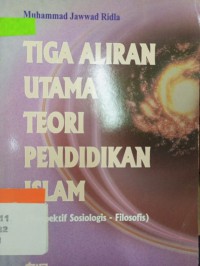 Muhammad Jawwad Ridla
TIGA ALIRAN
UTAMA
TEORI
PENDIDIKAN
ISLAM
Sosiologis - Filosofis)